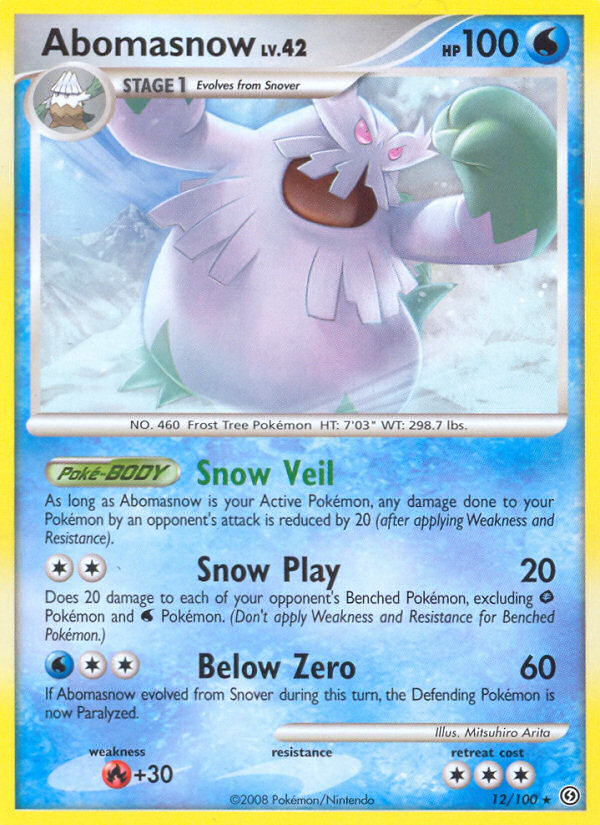 Abomasnow LV.42 HP 100
STAGE 1 Evolves from Snover
NO. 460 Frost Tree Pokémon HT: 7'03" WT: 298.7 lbs.
Poké-BODY Snow Veil
As long as Abomasnow is your Active Pokémon, any damage done to your
Pokémon by an opponent's attack is reduced by 20 (after applying Weakness and
Resistance).
Snow Play 20
Does 20 damage to each of your opponent's Benched Pokémon, excluding
Pokémon and Pokémon. (Don't apply Weakness and Resistance for Benched
Pokémon.)
Below Zero 60
If Abomasnow evolved from Snover during this turn, the Defending Pokémon is
now Paralyzed.
Illus. Mitsuhiro Arita
weakness resistance retreat cost
+30
©2008 Pokémon/Nintendo 12/100 ★